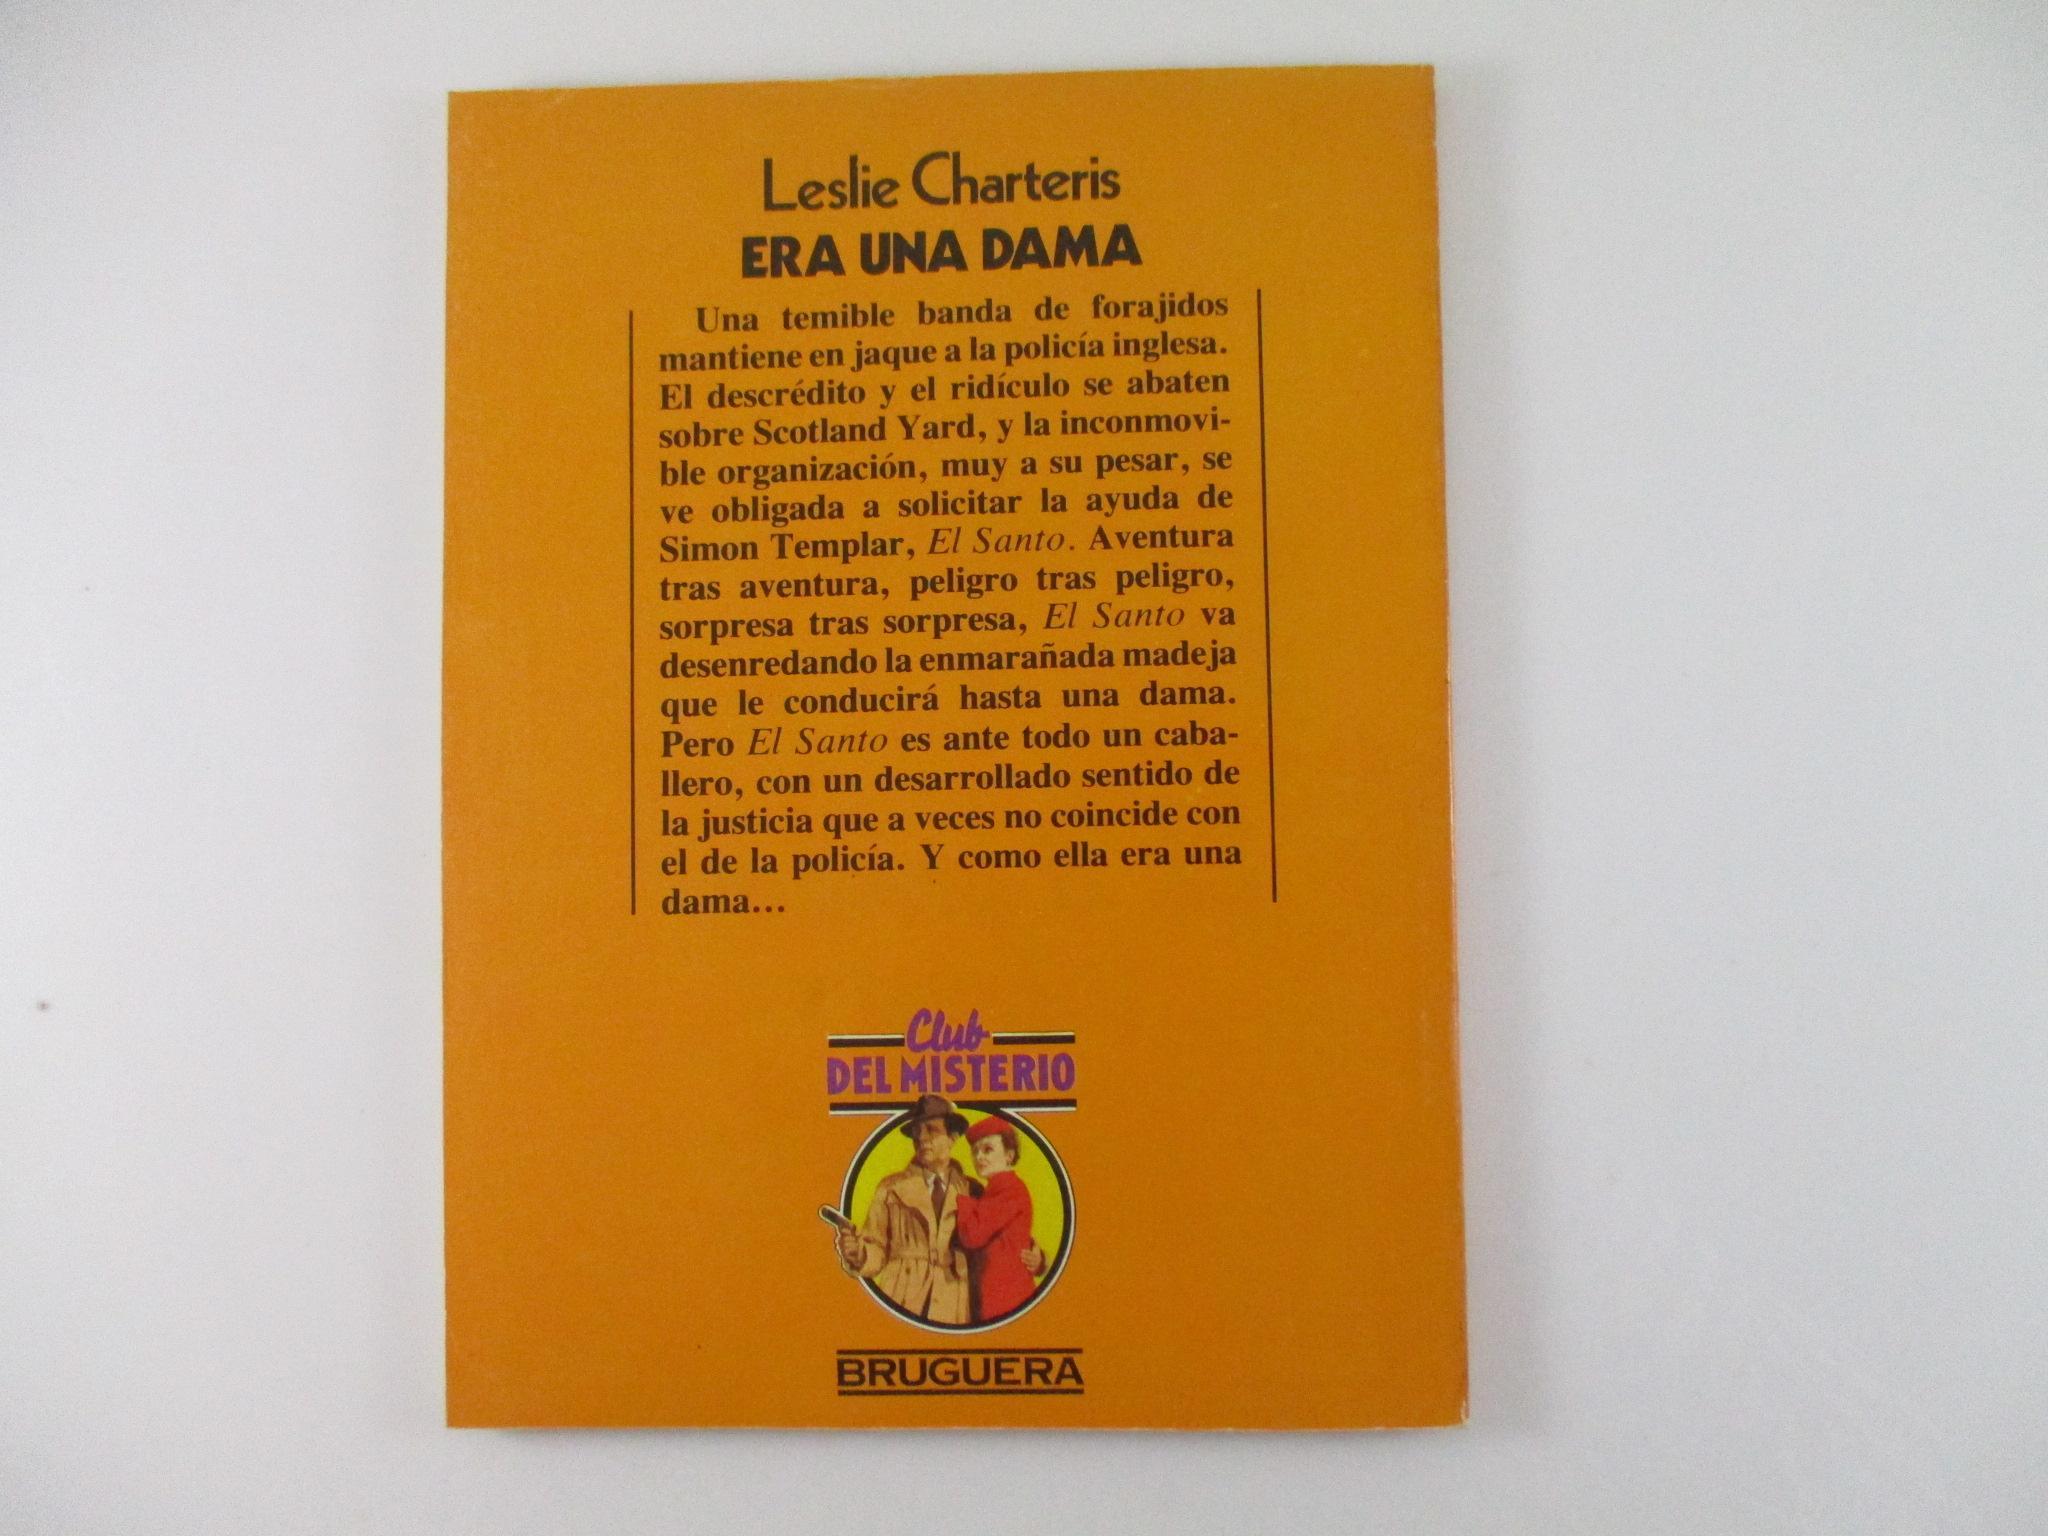 Leslie Charteris
ERA UNA DAMA
Una temible banda de forajidos
mantiene en jaque a la policía inglesa.
El descrédito y el ridículo se abaten
sobre Scotland Yard, y la inconmovi-
ble organización, muy a su pesar, se
ve obligada a solicitar la ayuda de
Simon Templar, El Santo. Aventura
tras aventura, peligro tras peligro,
sorpresa tras sorpresa, El Santo va
desenredando la enmarañada madeja
que le conducirá hasta una dama.
Pero El Santo es ante todo un caba-
llero, con un desarrollado sentido de
la justicia que a veces no coincide con
el de la policía. Y como ella era una
dama...
Club
DEL MISTERIO
BRUGUERA